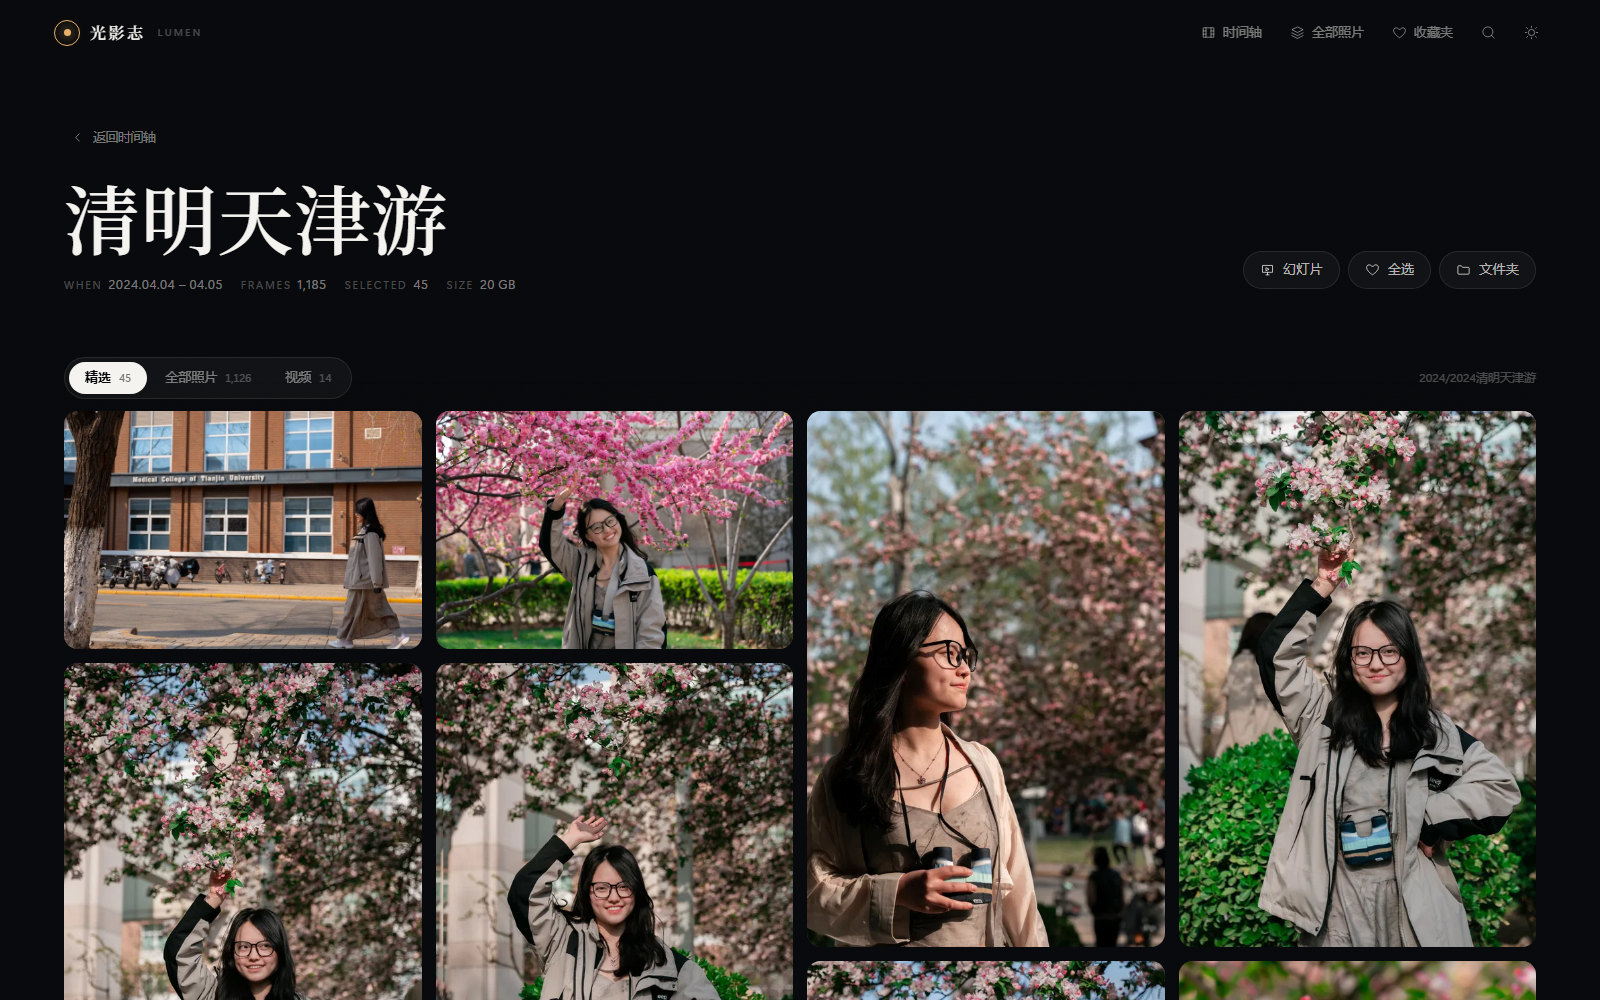 光影志 LUMEN
时间轴 全部照片 收藏夹
返回时间轴
清明天津游
WHEN 2024.04.04 – 04.05 FRAMES 1,185 SELECTED 45 SIZE 20 GB
幻灯片 全选 文件夹
精选 45 全部照片 1,126 视频 14
2024/2024清明天津游
Medical College of Tianjin University